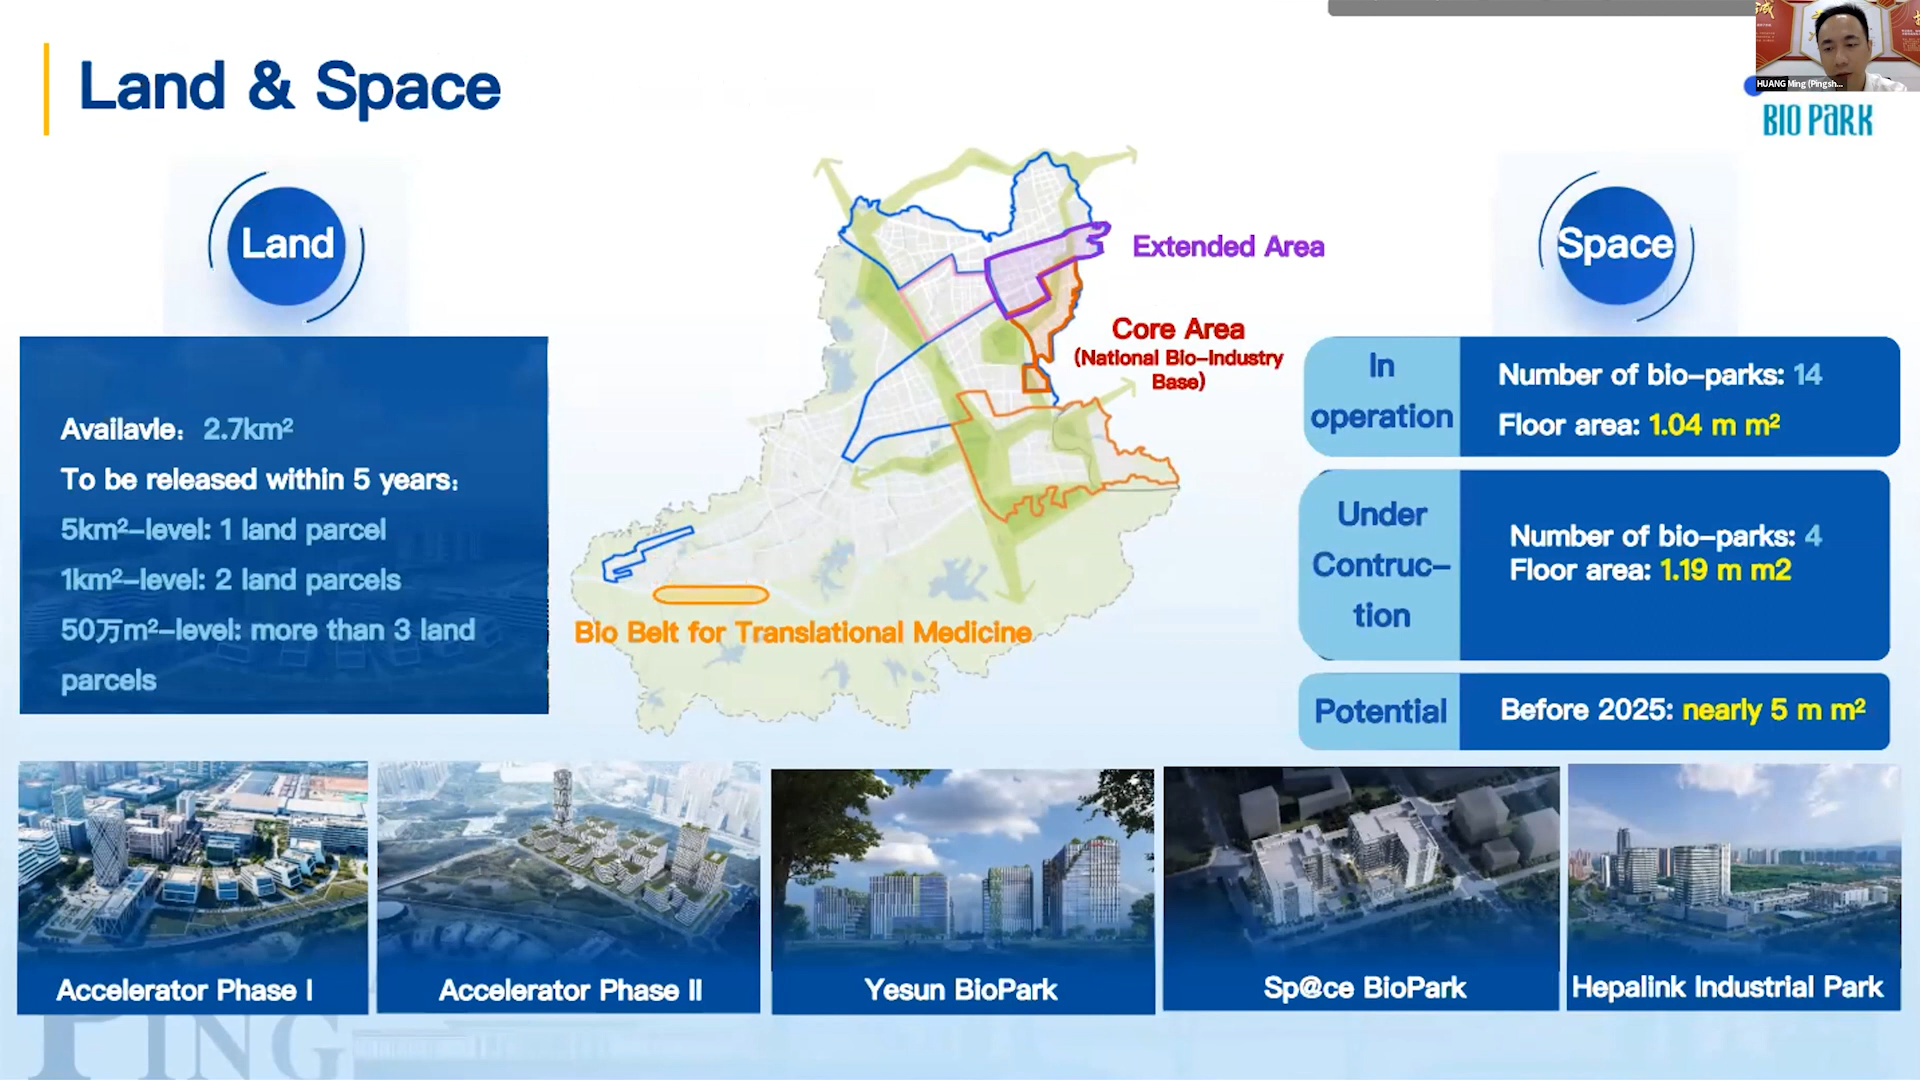 Land & Space
HUANG Ming (Pingsh...
BIO PaRK
Land
Availavle： 2.7km²
To be released within 5 years：
5km²-level: 1 land parcel
1km²-level: 2 land parcels
50万m²-level: more than 3 land
parcels
Extended Area
Core Area
(National Bio-Industry
Base)
Bio Belt for Translational Medicine
Space
In
operation
Number of bio-parks: 14
Floor area: 1.04 m m²
Under
Contruc-
tion
Number of bio-parks: 4
Floor area: 1.19 m m2
Potential
Before 2025: nearly 5 m m²
Accelerator Phase I
Accelerator Phase II
Yesun BioPark
Sp@ce BioPark
Hepalink Industrial Park
PING